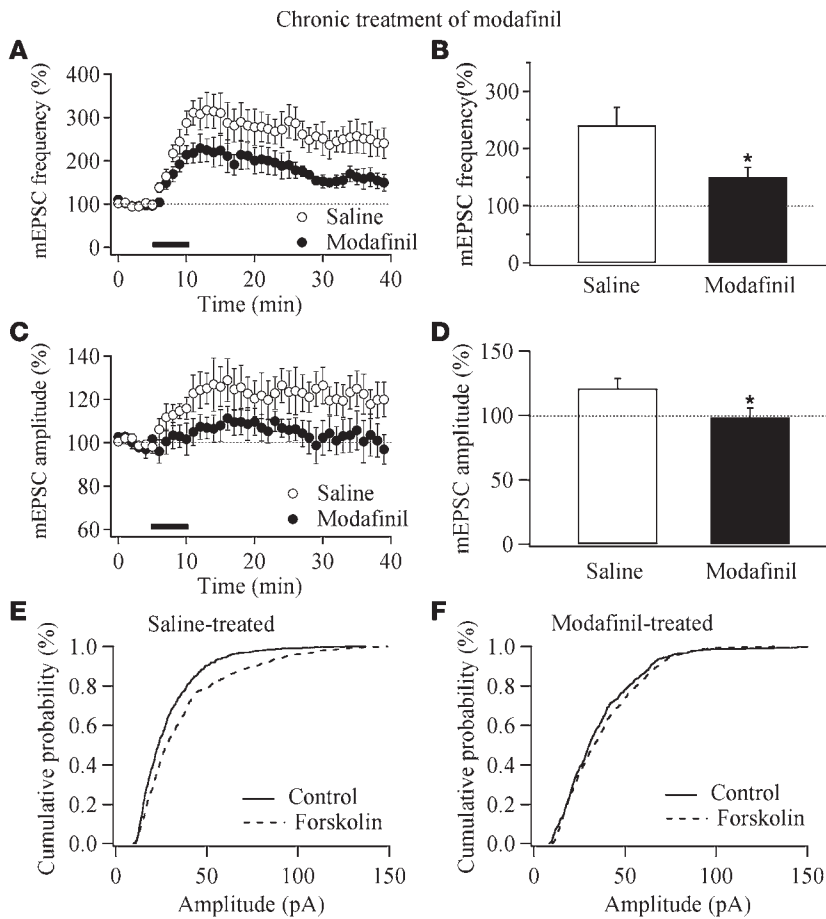 Chronic treatment of modafinil
A
mEPSC frequency (%)
400
300
200
100
0
Saline
Modafinil
0 10 20 30 40
Time (min)
B
mEPSC frequency(%)
300
200
100
0
*
Saline Modafinil
C
mEPSC amplitude (%)
140
120
100
80
60
Saline
Modafinil
0 10 20 30 40
Time (min)
D
mEPSC amplitude (%)
150
100
50
0
*
Saline Modafinil
E
Saline-treated
Cumulative probability (%)
1.0
0.8
0.6
0.4
0.2
0.0
Control
Forskolin
0 50 100 150
Amplitude (pA)
F
Modafinil-treated
Cumulative probability (%)
1.0
0.8
0.6
0.4
0.2
0.0
Control
Forskolin
0 50 100 150
Amplitude (pA)